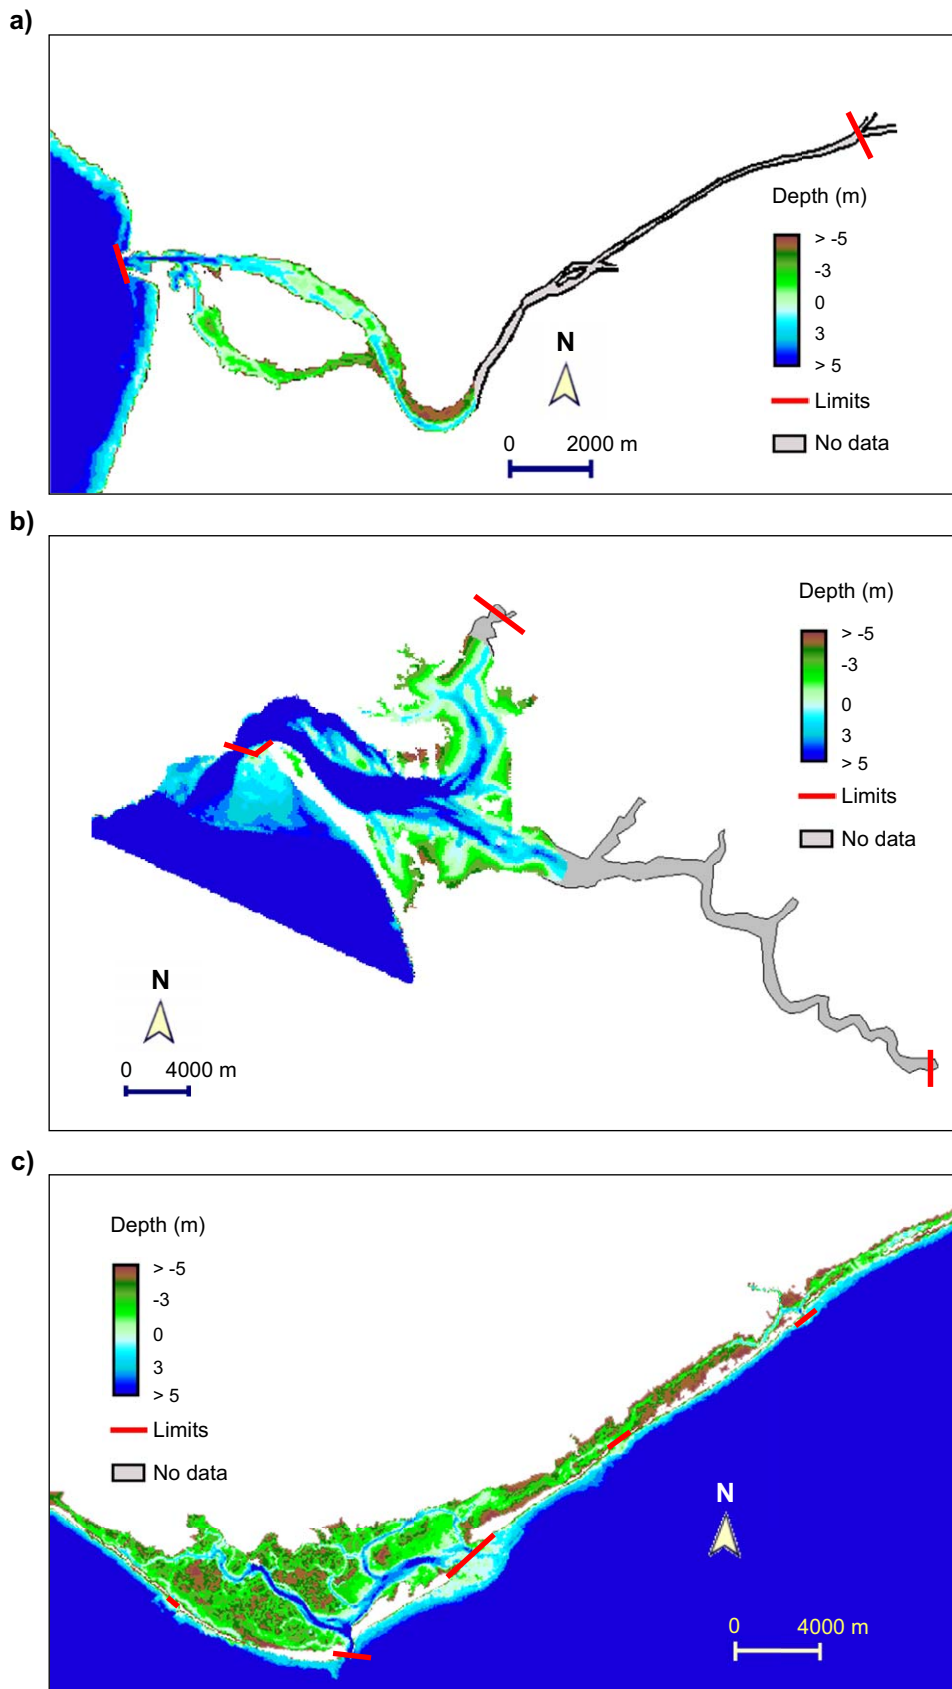 a)
Depth (m)
> -5
-3
0
3
> 5
Limits
No data
N
0 2000 m
b)
Depth (m)
> -5
-3
0
3
> 5
Limits
No data
N
0 4000 m
c)
Depth (m)
> -5
-3
0
3
> 5
Limits
No data
N
0 4000 m